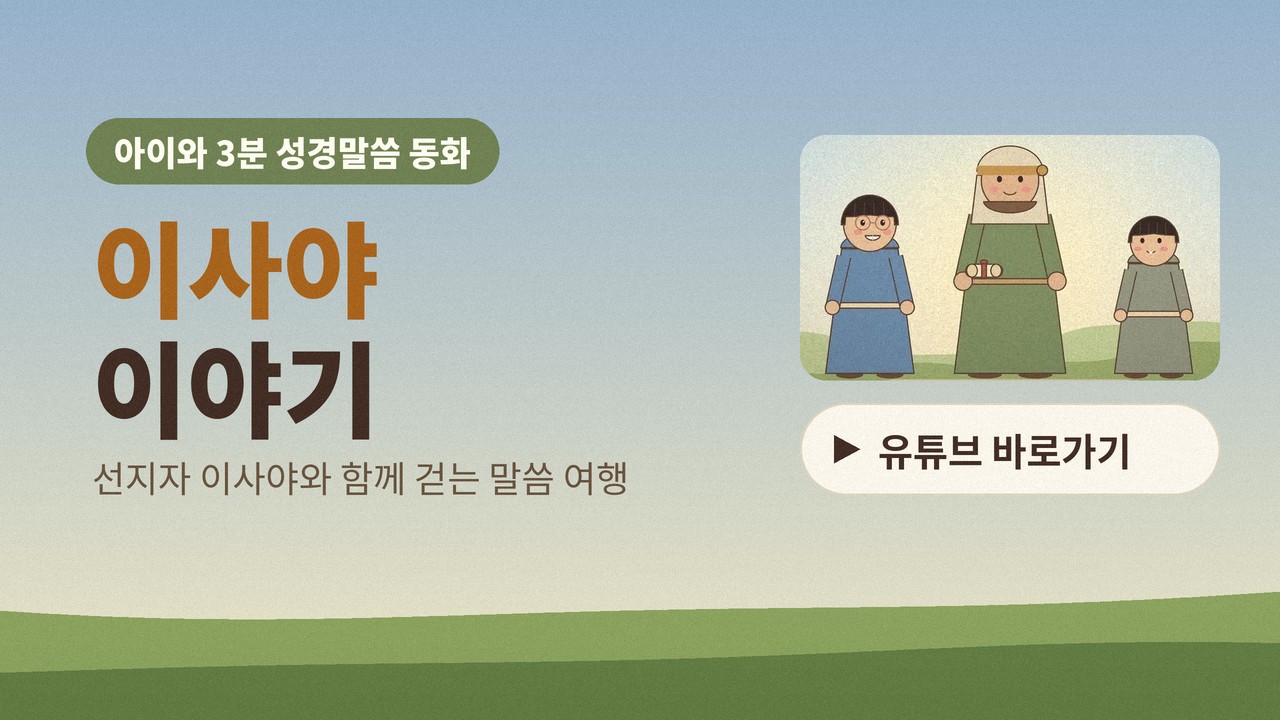 아이와 3분 성경말씀 동화
이사야
이야기
선지자 이사야와 함께 걷는 말씀 여행
▶ 유튜브 바로가기